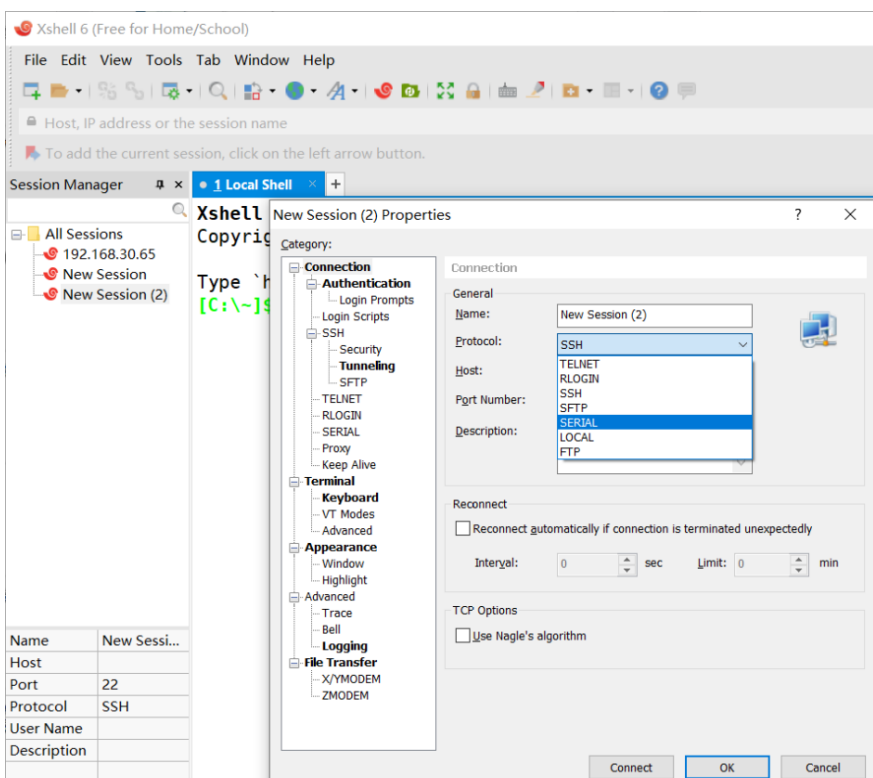 Xshell 6 (Free for Home/School)
File Edit View Tools Tab Window Help
Host, IP address or the session name
To add the current session, click on the left arrow button.
Session Manager
1 Local Shell
All Sessions
192.168.30.65
New Session
New Session (2)
Xshell
Copyrig
Type `h
[C:\~]$
Name New Sessi...
Host
Port 22
Protocol SSH
User Name
Description
New Session (2) Properties
Category:
Connection
Authentication
Login Prompts
Login Scripts
SSH
Security
Tunneling
SFTP
TELNET
RLOGIN
SERIAL
Proxy
Keep Alive
Terminal
Keyboard
VT Modes
Advanced
Appearance
Window
Highlight
Advanced
Trace
Bell
Logging
File Transfer
X/YMODEM
ZMODEM
Connection
General
Name: New Session (2)
Protocol: SSH
TELNET
RLOGIN
SSH
SFTP
SERIAL
LOCAL
FTP
Host:
Port Number:
Description:
Reconnect
Reconnect automatically if connection is terminated unexpectedly
Interval: 0 sec Limit: 0 min
TCP Options
Use Nagle's algorithm
Connect OK Cancel